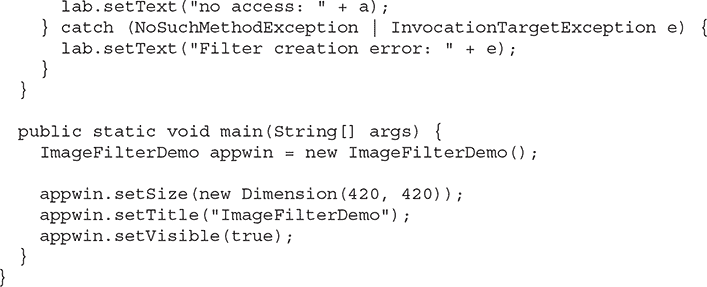 lab.setText("no access: " + a);
    } catch (NoSuchMethodException | InvocationTargetException e) {
      lab.setText("Filter creation error: " + e);
    }
  }

  public static void main(String[] args) {
    ImageFilterDemo appwin = new ImageFilterDemo();

    appwin.setSize(new Dimension(420, 420));
    appwin.setTitle("ImageFilterDemo");
    appwin.setVisible(true);
  }
}